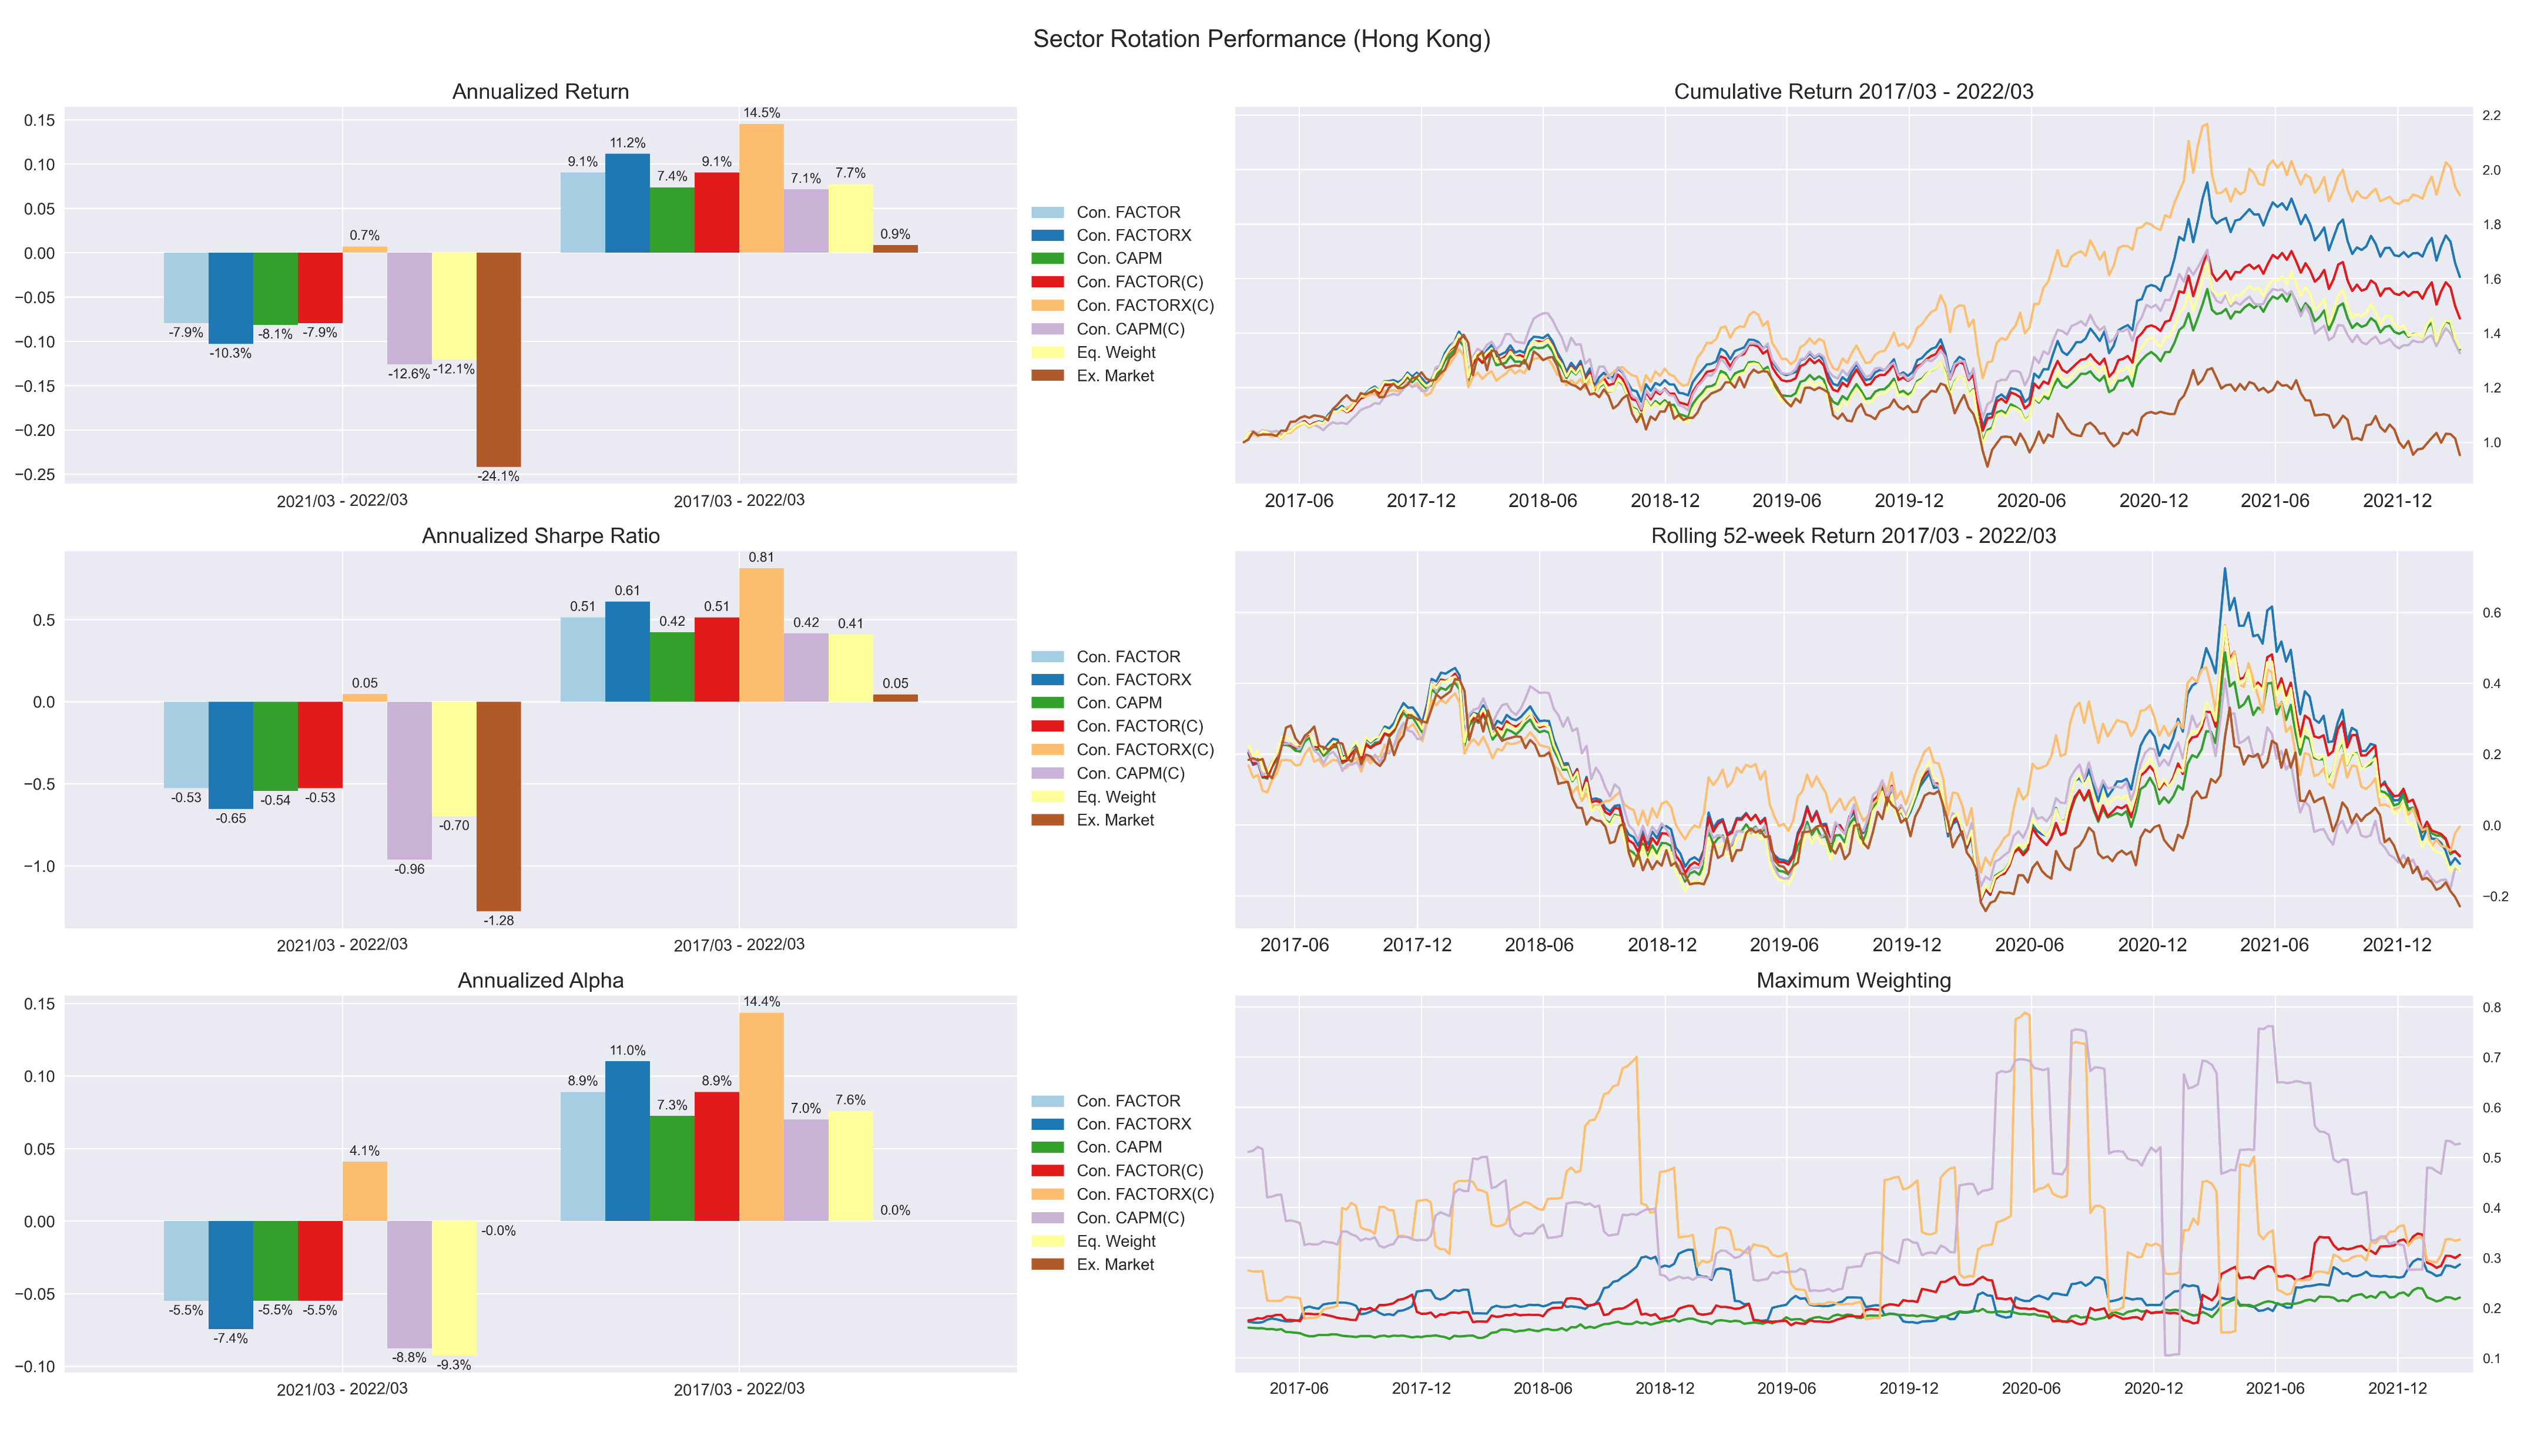 Sector Rotation Performance (Hong Kong)
Annualized Return
0.15
0.10
0.05
0.00
−0.05
−0.10
−0.15
−0.20
−0.25
-7.9%
-10.3%
-8.1%
-7.9%
0.7%
-12.6%
-12.1%
-24.1%
9.1%
11.2%
7.4%
9.1%
14.5%
7.1%
7.7%
0.9%
2021/03 - 2022/03
2017/03 - 2022/03
Con. FACTOR
Con. FACTORX
Con. CAPM
Con. FACTOR(C)
Con. FACTORX(C)
Con. CAPM(C)
Eq. Weight
Ex. Market
Cumulative Return 2017/03 - 2022/03
2.2
2.0
1.8
1.6
1.4
1.2
1.0
2017-06 2017-12 2018-06 2018-12 2019-06 2019-12 2020-06 2020-12 2021-06 2021-12
Annualized Sharpe Ratio
0.5
0.0
−0.5
−1.0
-0.53
-0.65
-0.54
-0.53
0.05
-0.96
-0.70
-1.28
0.51
0.61
0.42
0.51
0.81
0.42
0.41
0.05
2021/03 - 2022/03
2017/03 - 2022/03
Con. FACTOR
Con. FACTORX
Con. CAPM
Con. FACTOR(C)
Con. FACTORX(C)
Con. CAPM(C)
Eq. Weight
Ex. Market
Rolling 52-week Return 2017/03 - 2022/03
0.6
0.4
0.2
0.0
−0.2
2017-06 2017-12 2018-06 2018-12 2019-06 2019-12 2020-06 2020-12 2021-06 2021-12
Annualized Alpha
0.15
0.10
0.05
0.00
−0.05
−0.10
-5.5%
-7.4%
-5.5%
-5.5%
4.1%
-8.8%
-9.3%
-0.0%
8.9%
11.0%
7.3%
8.9%
14.4%
7.0%
7.6%
0.0%
2021/03 - 2022/03
2017/03 - 2022/03
Con. FACTOR
Con. FACTORX
Con. CAPM
Con. FACTOR(C)
Con. FACTORX(C)
Con. CAPM(C)
Eq. Weight
Ex. Market
Maximum Weighting
0.8
0.7
0.6
0.5
0.4
0.3
0.2
0.1
2017-06 2017-12 2018-06 2018-12 2019-06 2019-12 2020-06 2020-12 2021-06 2021-12